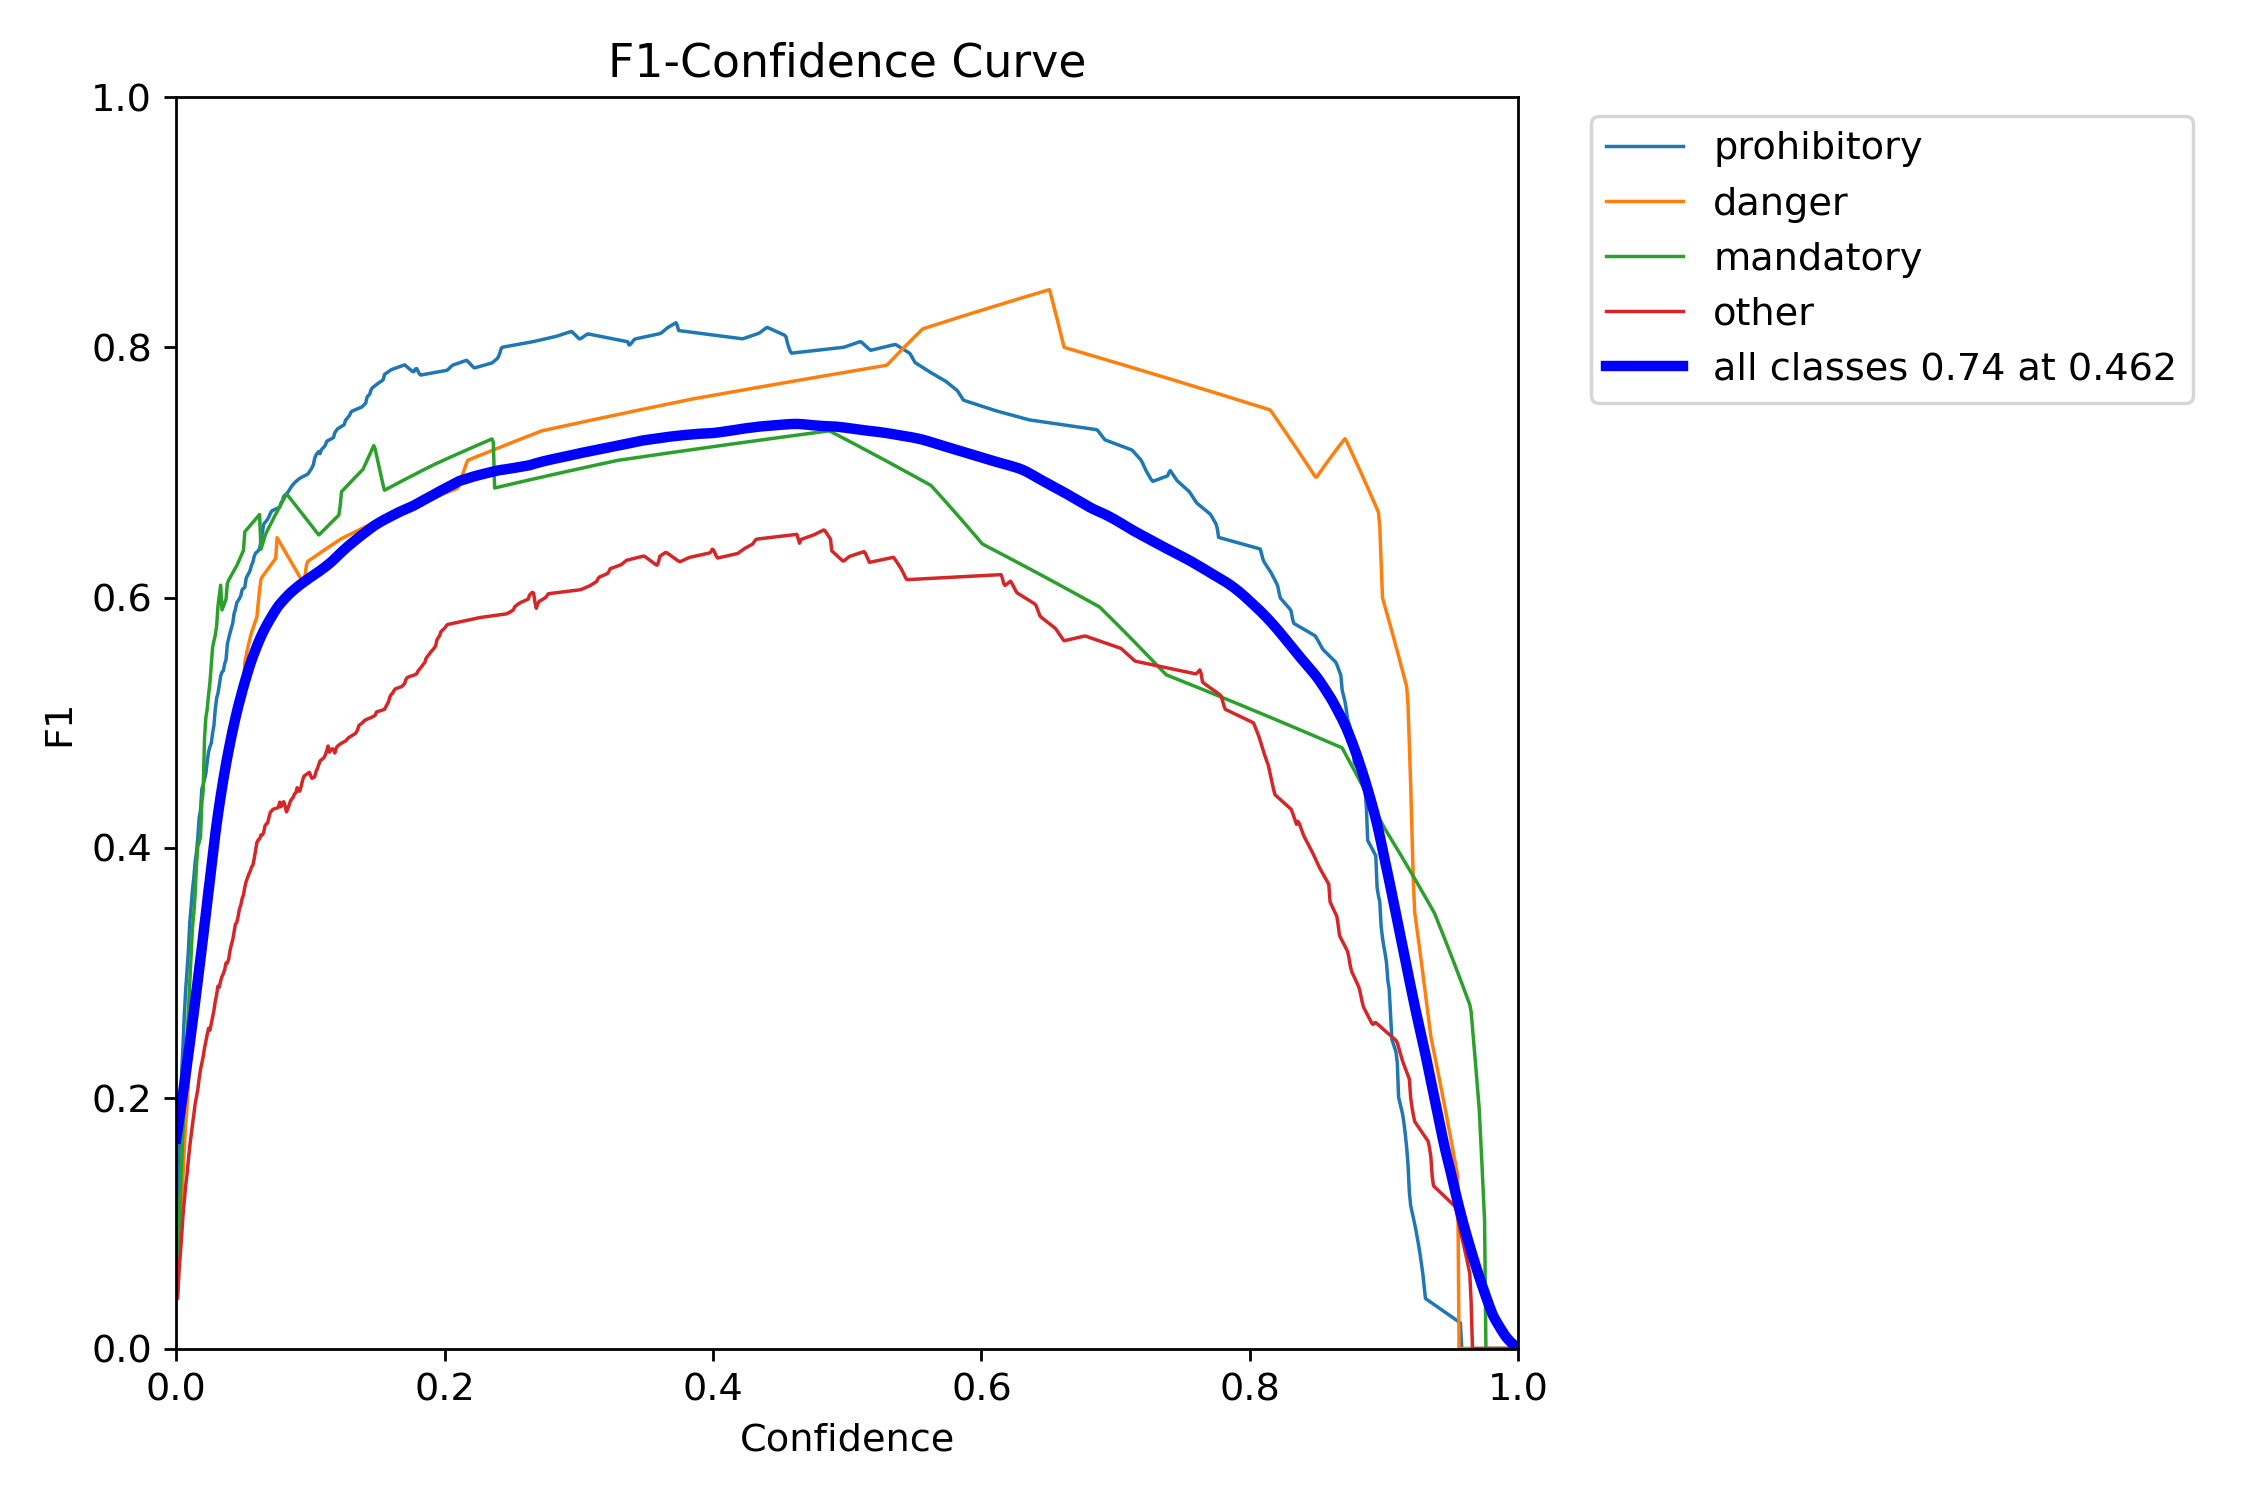 F1-Confidence Curve
1.0
0.8
0.6
0.4
0.2
0.0
F1
0.0 0.2 0.4 0.6 0.8 1.0
Confidence
prohibitory
danger
mandatory
other
all classes 0.74 at 0.462